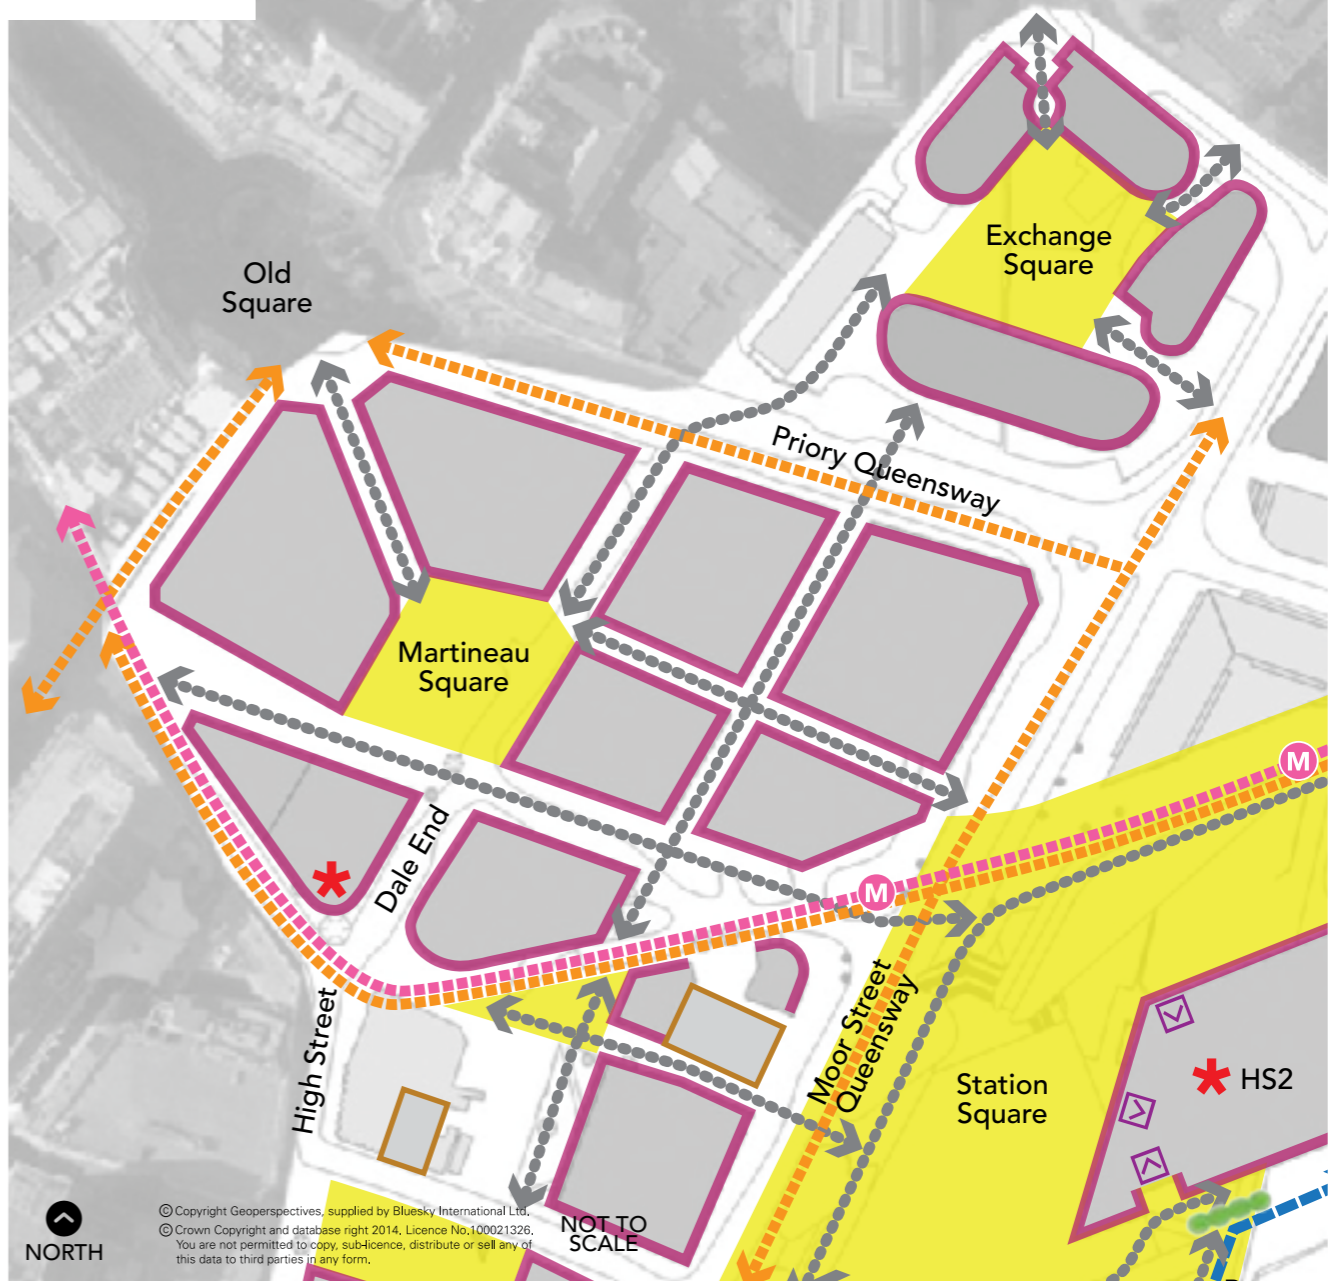 Exchange
Square
Old
Square
Priory Queensway
Martineau
Square
M
Dale End
M
High Street
Moor Street
Queensway
Station
Square
HS2
NORTH
© Copyright Geoperspectives, supplied by Bluesky International Ltd.
© Crown Copyright and database right 2014. Licence No.100021326.
You are not permitted to copy, sub-licence, distribute or sell any of
this data to third parties in any form.
NOT TO
SCALE